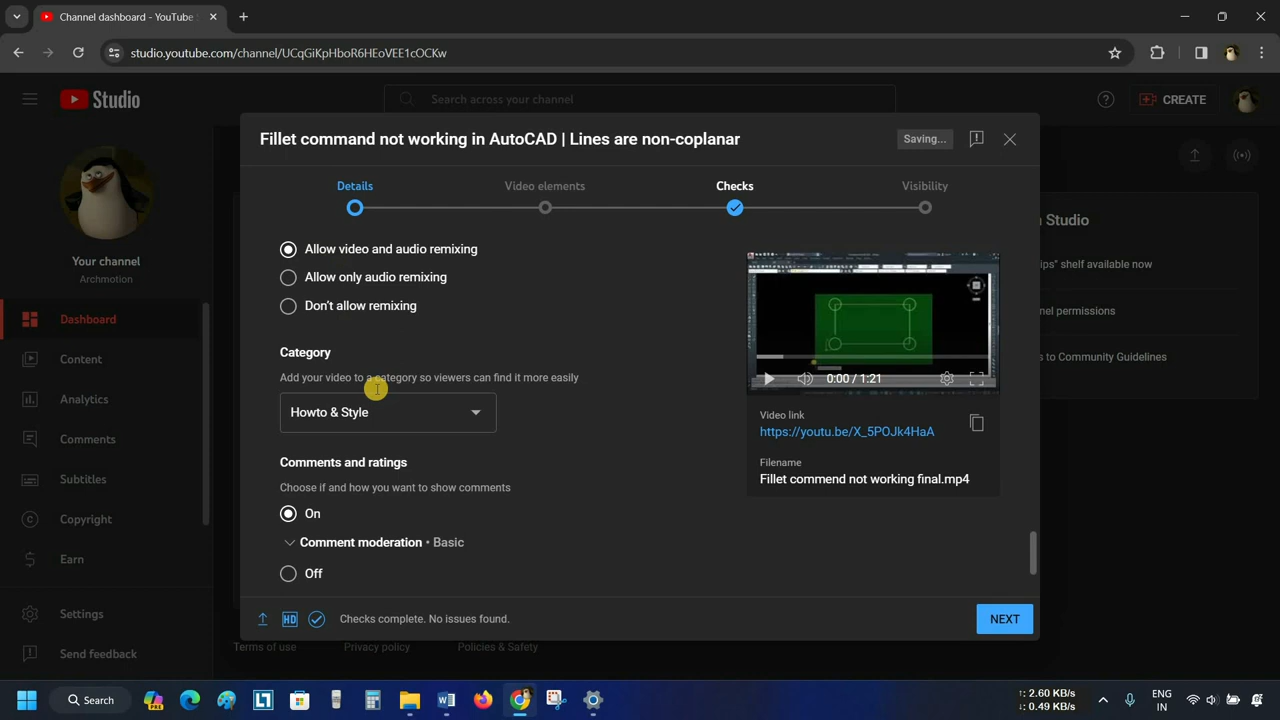 Channel dashboard - YouTube S
studio.youtube.com/channel/UCqGiKpHboR6HEoVEE1cOCKw
Studio
Search across your channel
CREATE
Fillet command not working in AutoCAD | Lines are non-coplanar
Saving...
Details
Video elements
Checks
Visibility
Your channel
Archmotion
Dashboard
Content
Analytics
Comments
Subtitles
Copyright
Earn
Settings
Send feedback
Allow video and audio remixing
Allow only audio remixing
Don't allow remixing
Category
Add your video to a category so viewers can find it more easily
Howto & Style
Comments and ratings
Choose if and how you want to show comments
On
Comment moderation • Basic
Off
0:00 / 1:21
Video link
https://youtu.be/X_5POJk4HaA
Filename
Fillet commend not working final.mp4
Studio
ips" shelf available now
nel permissions
s to Community Guidelines
HD
Checks complete. No issues found.
NEXT
Terms of use
Privacy policy
Policies & Safety
Search
↑: 2.60 KB/s
↓: 0.49 KB/s
ENG
IN